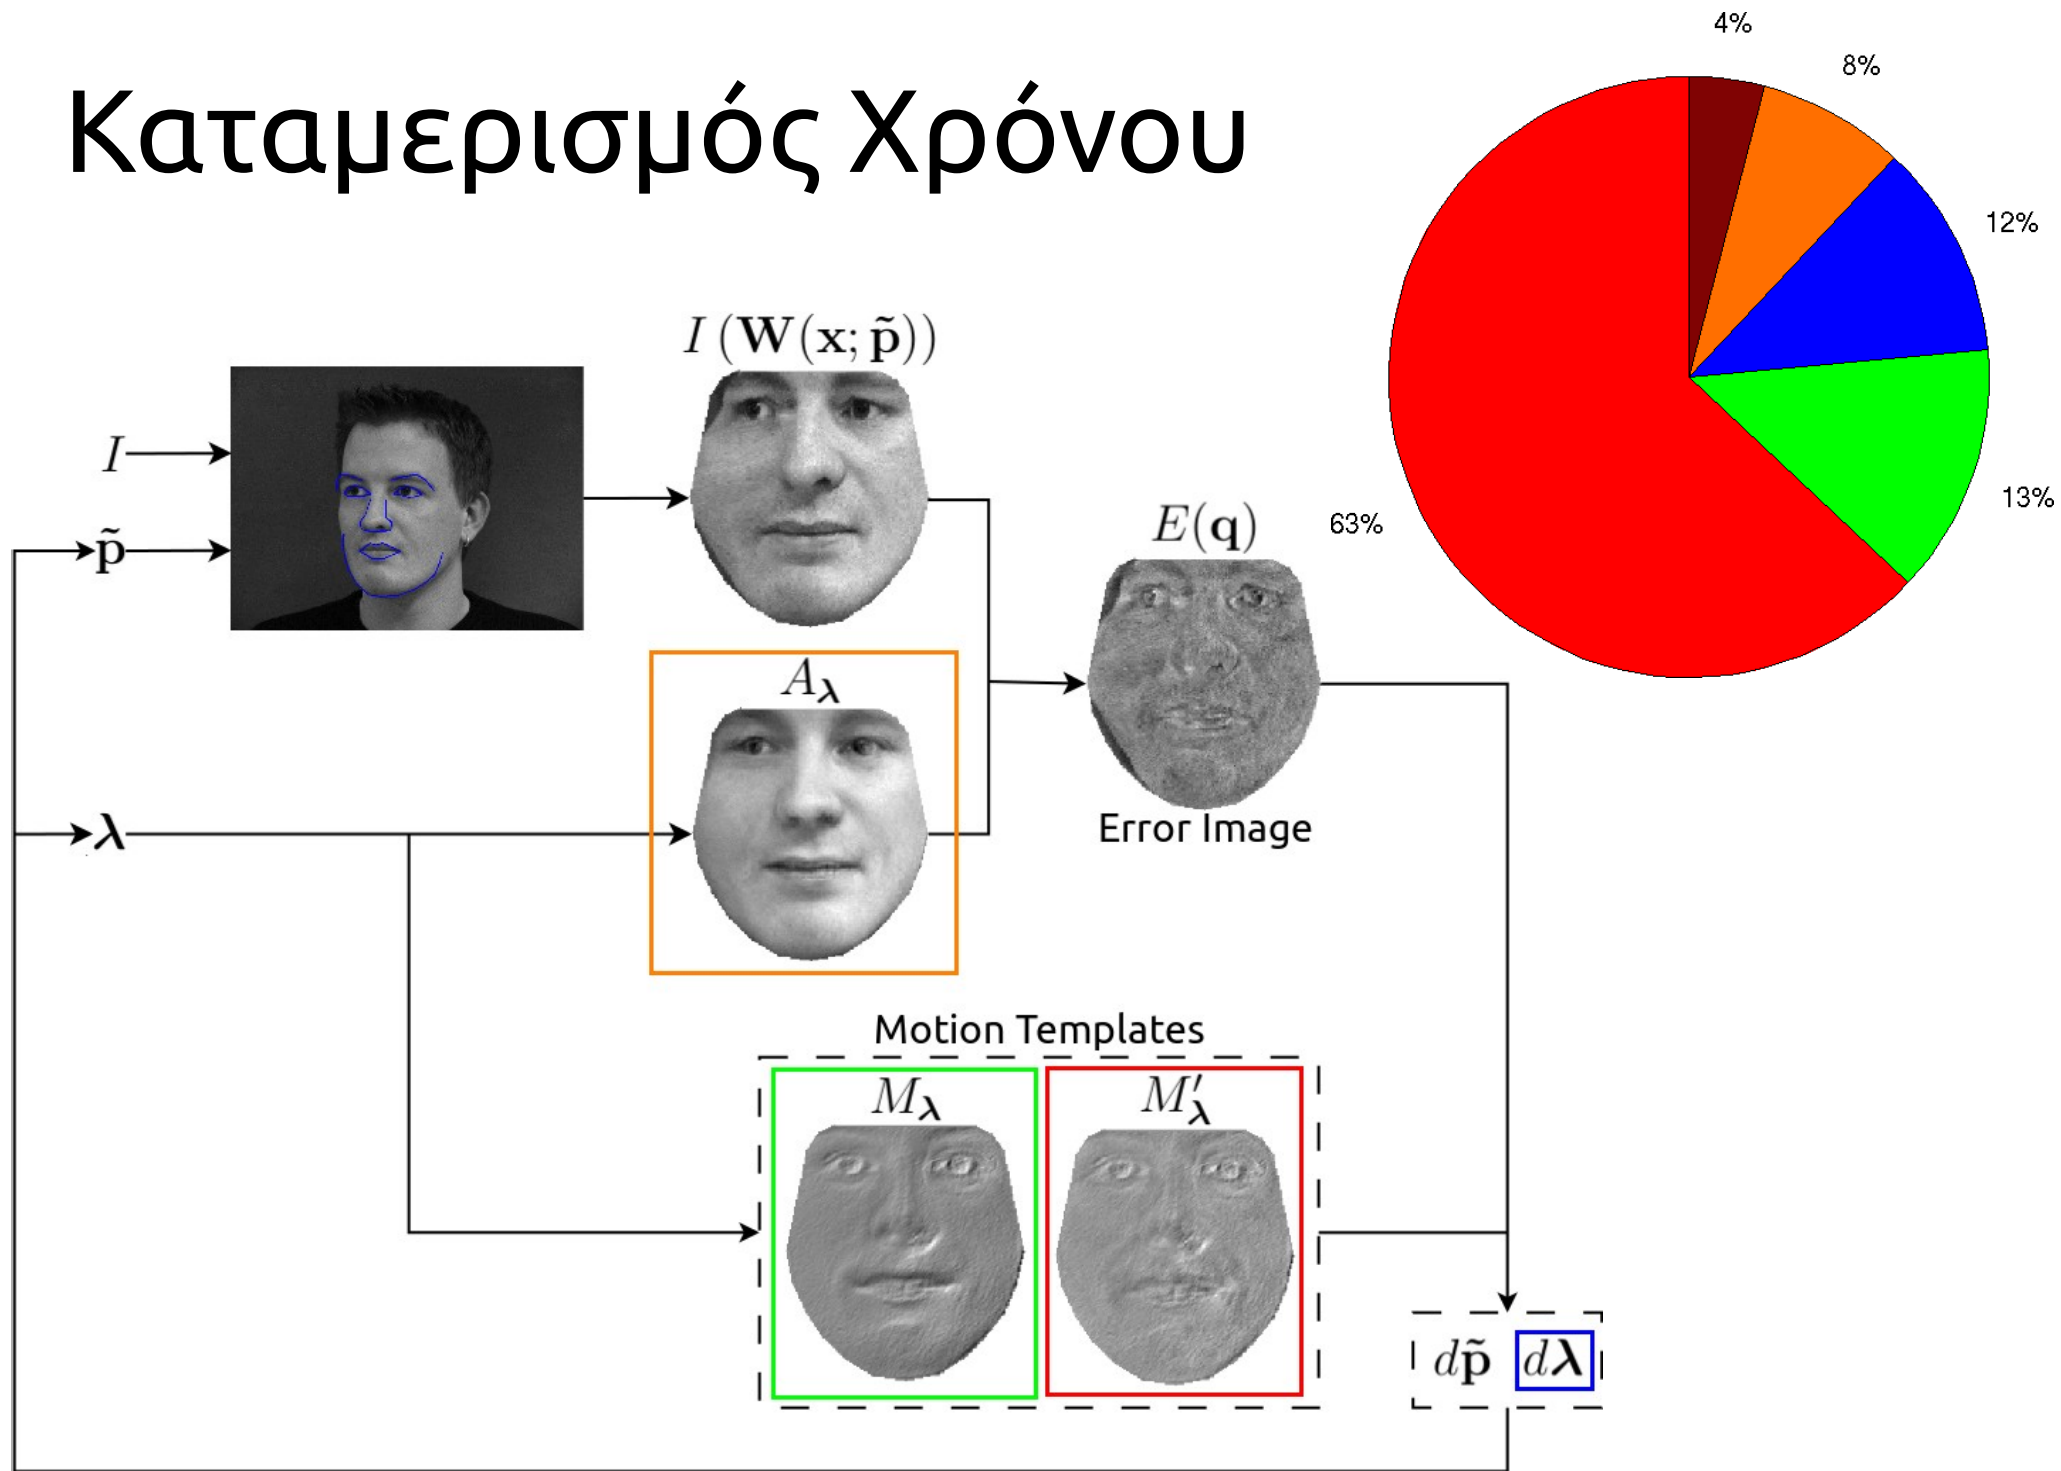 Καταμερισμός Χρόνου
4%
8%
12%
13%
63%
I (W(x; p̃))
I
p̃
E(q)
Error Image
A_λ
λ
Motion Templates
M_λ
M′_λ
dp̃ dλ